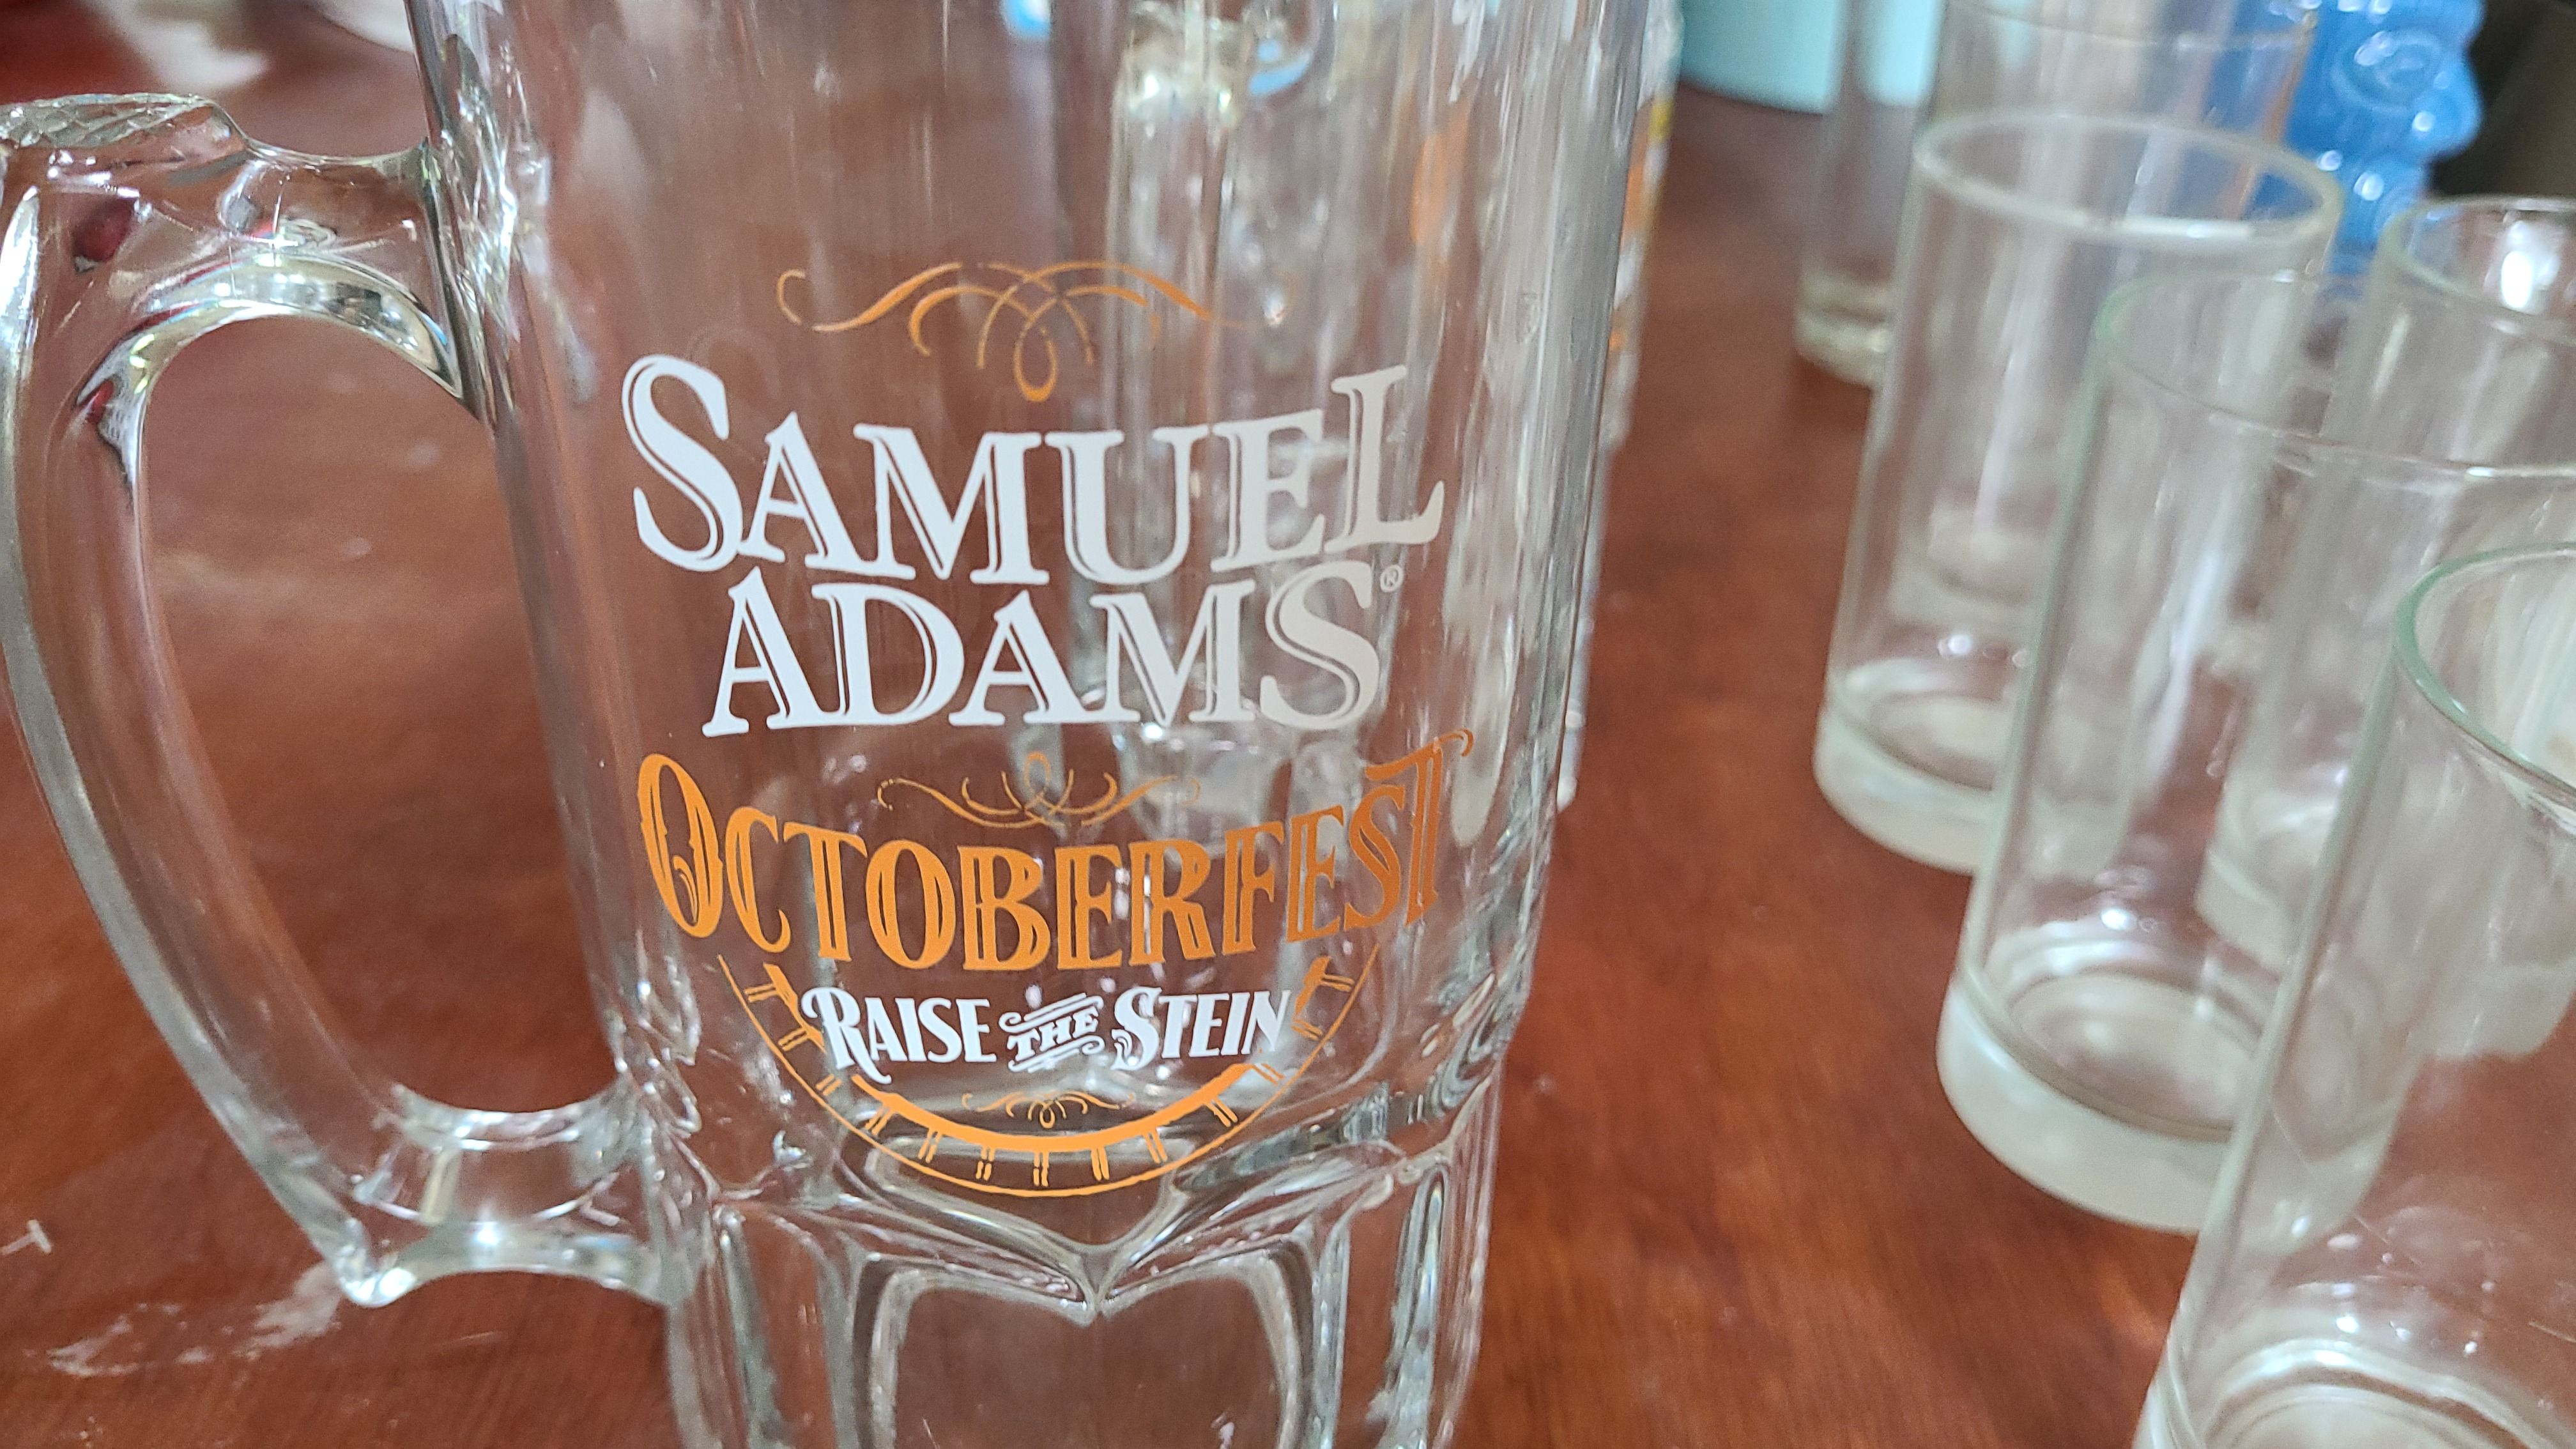 SAMUEL
ADAMS®
OCTOBERFEST
RAISE THE STEIN